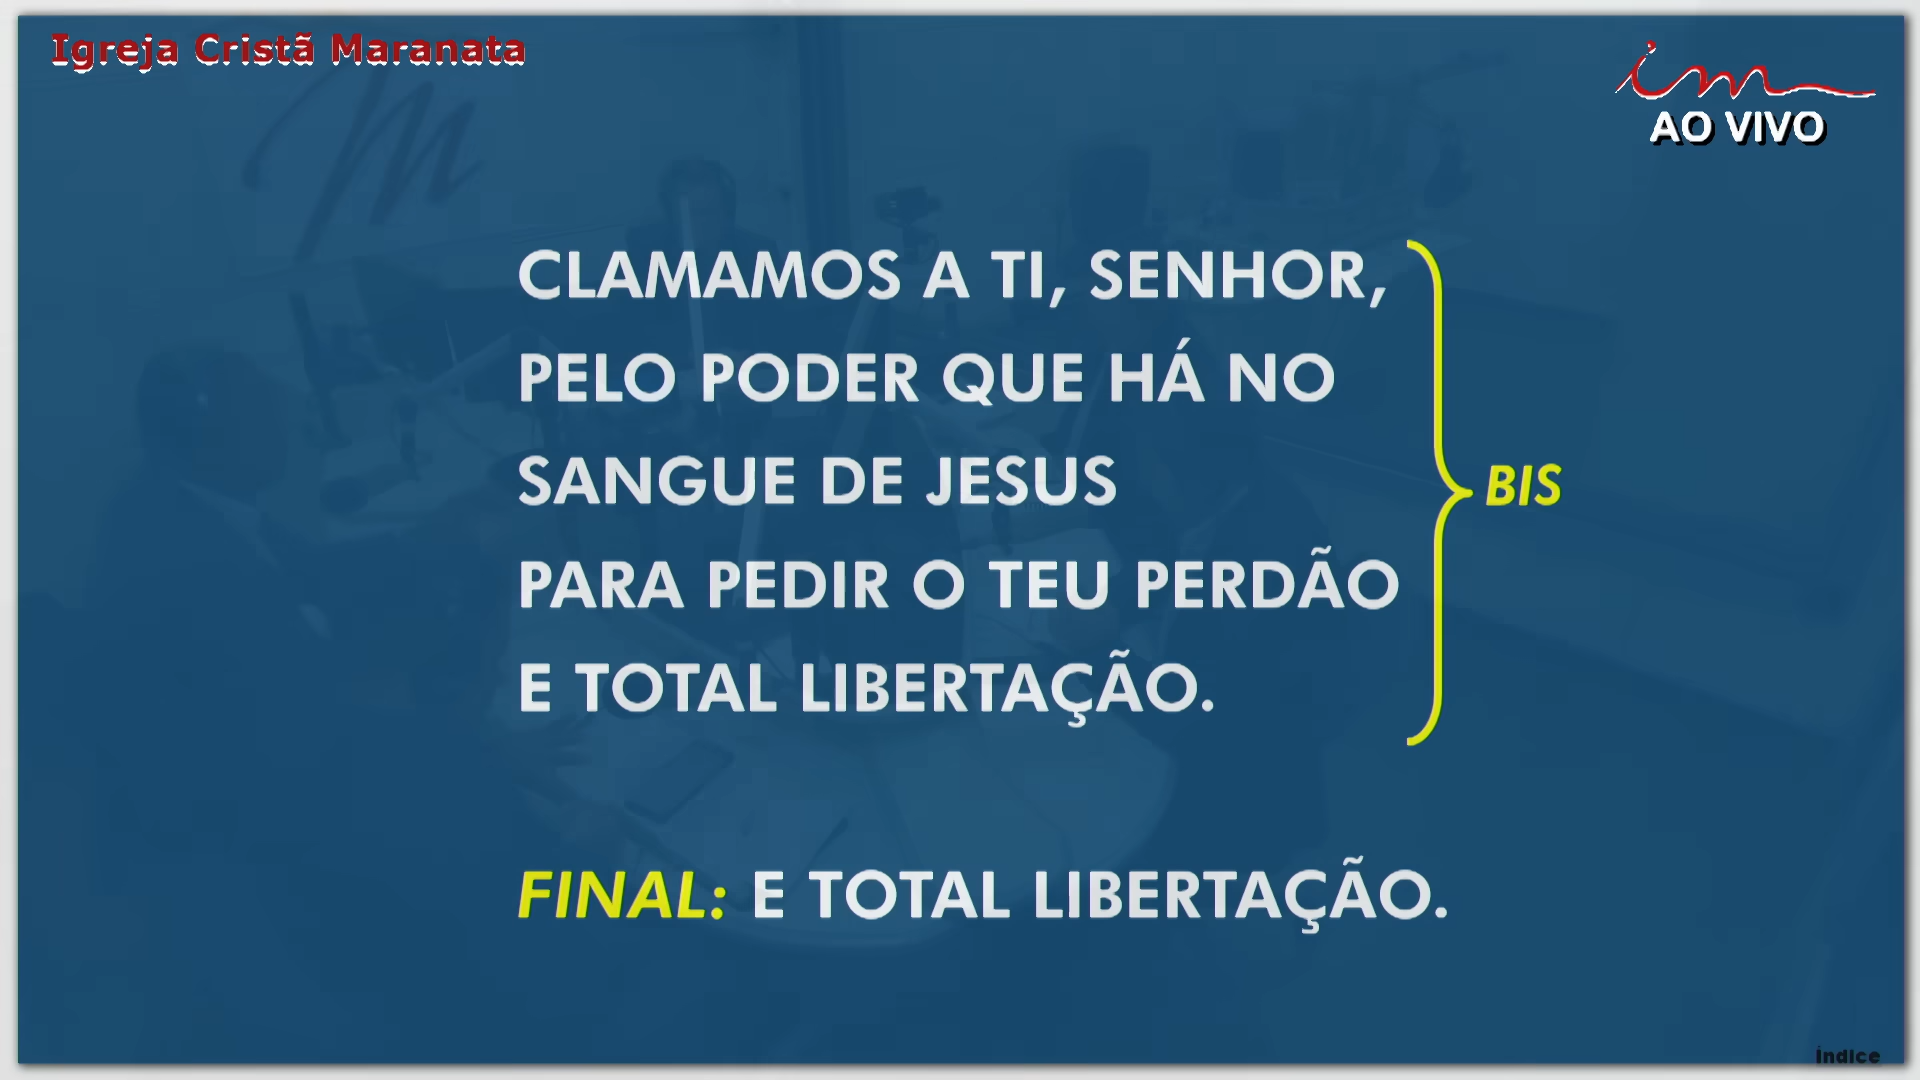 Igreja Cristã Maranata
im
AO VIVO
CLAMAMOS A TI, SENHOR,
PELO PODER QUE HÁ NO
SANGUE DE JESUS
PARA PEDIR O TEU PERDÃO
E TOTAL LIBERTAÇÃO.
BIS
FINAL: E TOTAL LIBERTAÇÃO.
Índice